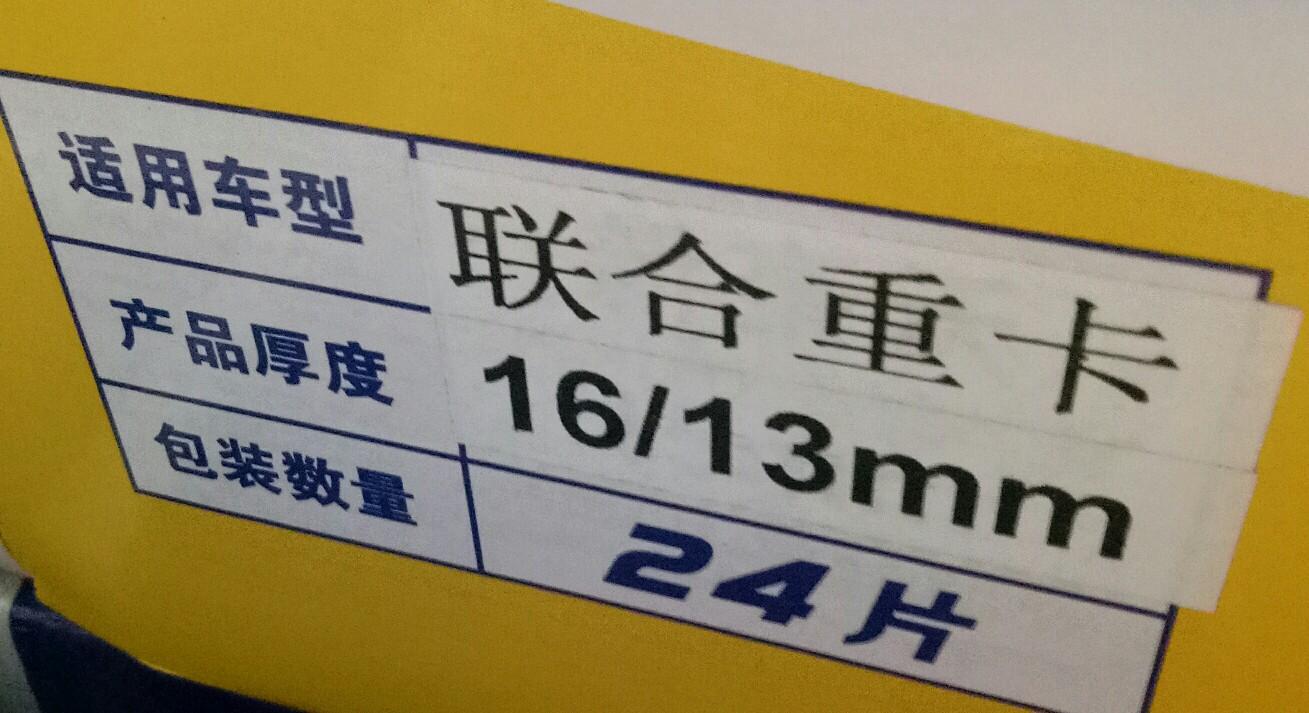 适用车型 联合重卡
产品厚度 16/13mm
包装数量 24片